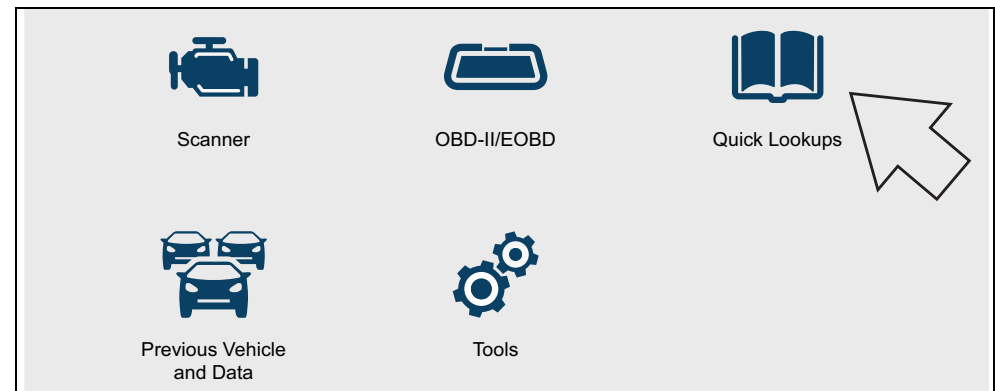 Scanner
OBD-II/EOBD
Quick Lookups
Previous Vehicle
and Data
Tools